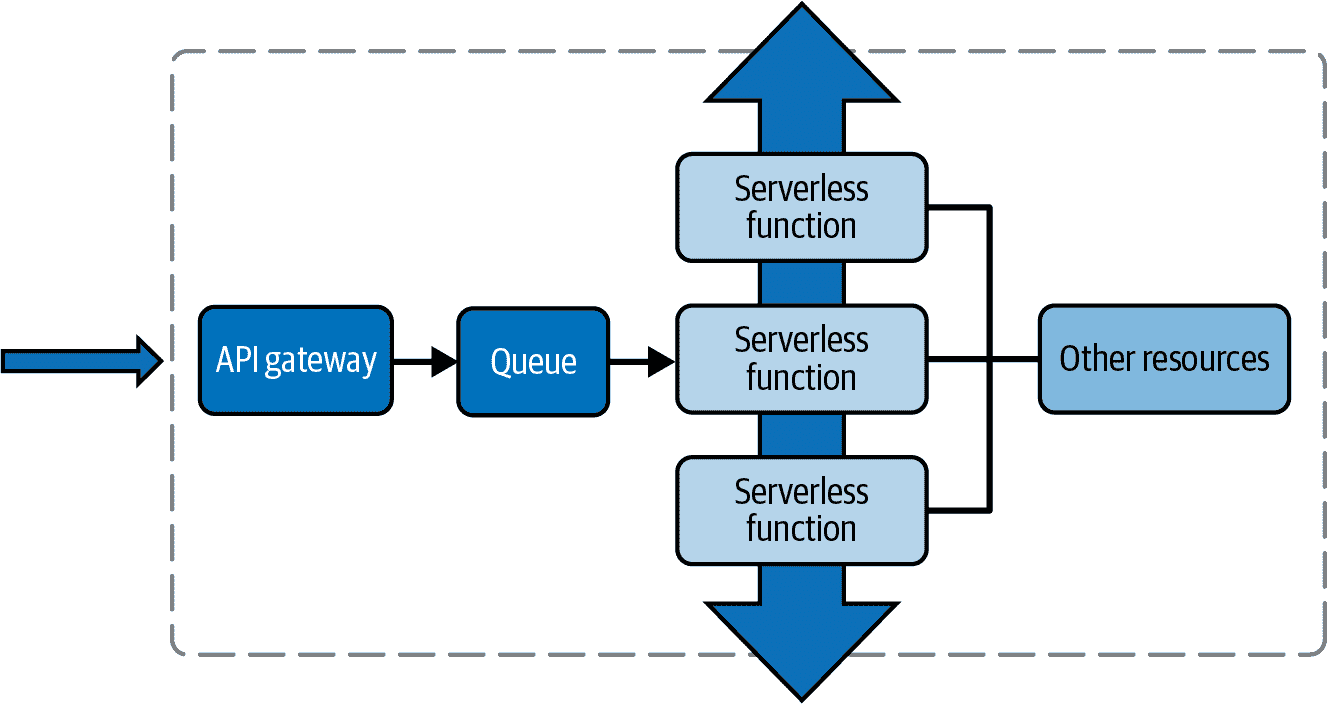 Serverless
function
API gateway
Queue
Serverless
function
Other resources
Serverless
function